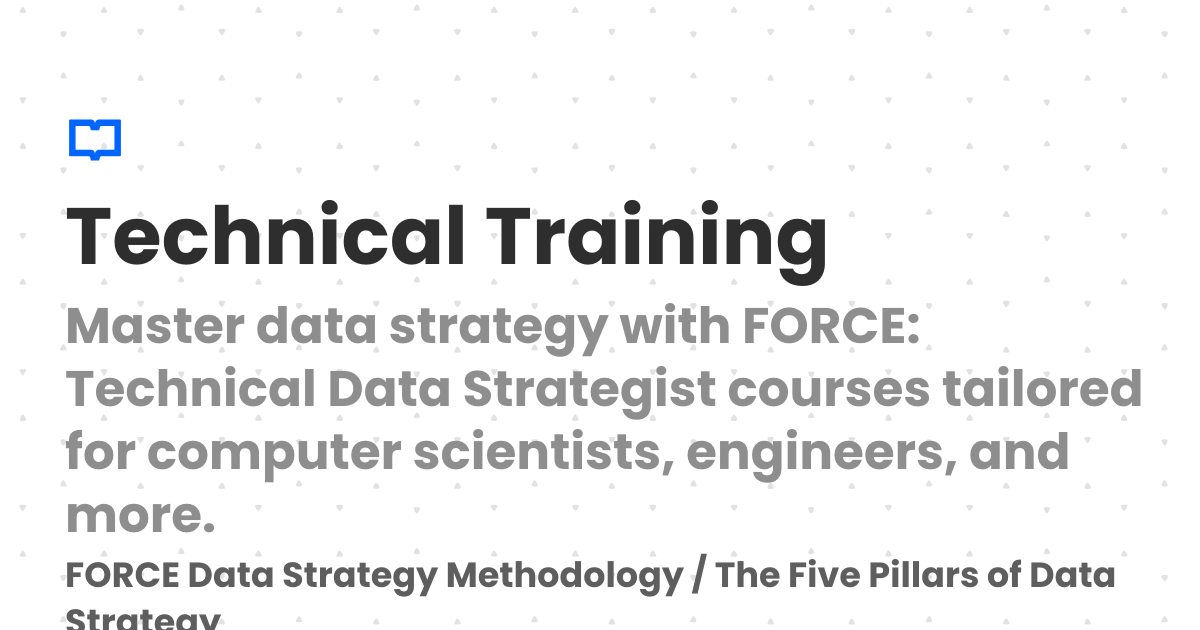 Technical Training
Master data strategy with FORCE:
Technical Data Strategist courses tailored
for computer scientists, engineers, and
more.
FORCE Data Strategy Methodology / The Five Pillars of Data
Strategy